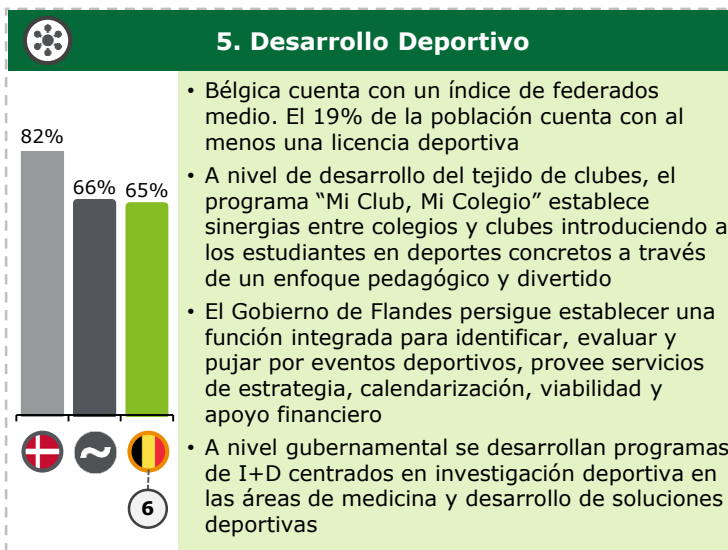 5. Desarrollo Deportivo
82%
66%
65%
6
• Bélgica cuenta con un índice de federados
medio. El 19% de la población cuenta con al
menos una licencia deportiva
• A nivel de desarrollo del tejido de clubes, el
programa “Mi Club, Mi Colegio” establece
sinergias entre colegios y clubes introduciendo a
los estudiantes en deportes concretos a través
de un enfoque pedagógico y divertido
• El Gobierno de Flandes persigue establecer una
función integrada para identificar, evaluar y
pujar por eventos deportivos, provee servicios
de estrategia, calendarización, viabilidad y
apoyo financiero
• A nivel gubernamental se desarrollan programas
de I+D centrados en investigación deportiva en
las áreas de medicina y desarrollo de soluciones
deportivas